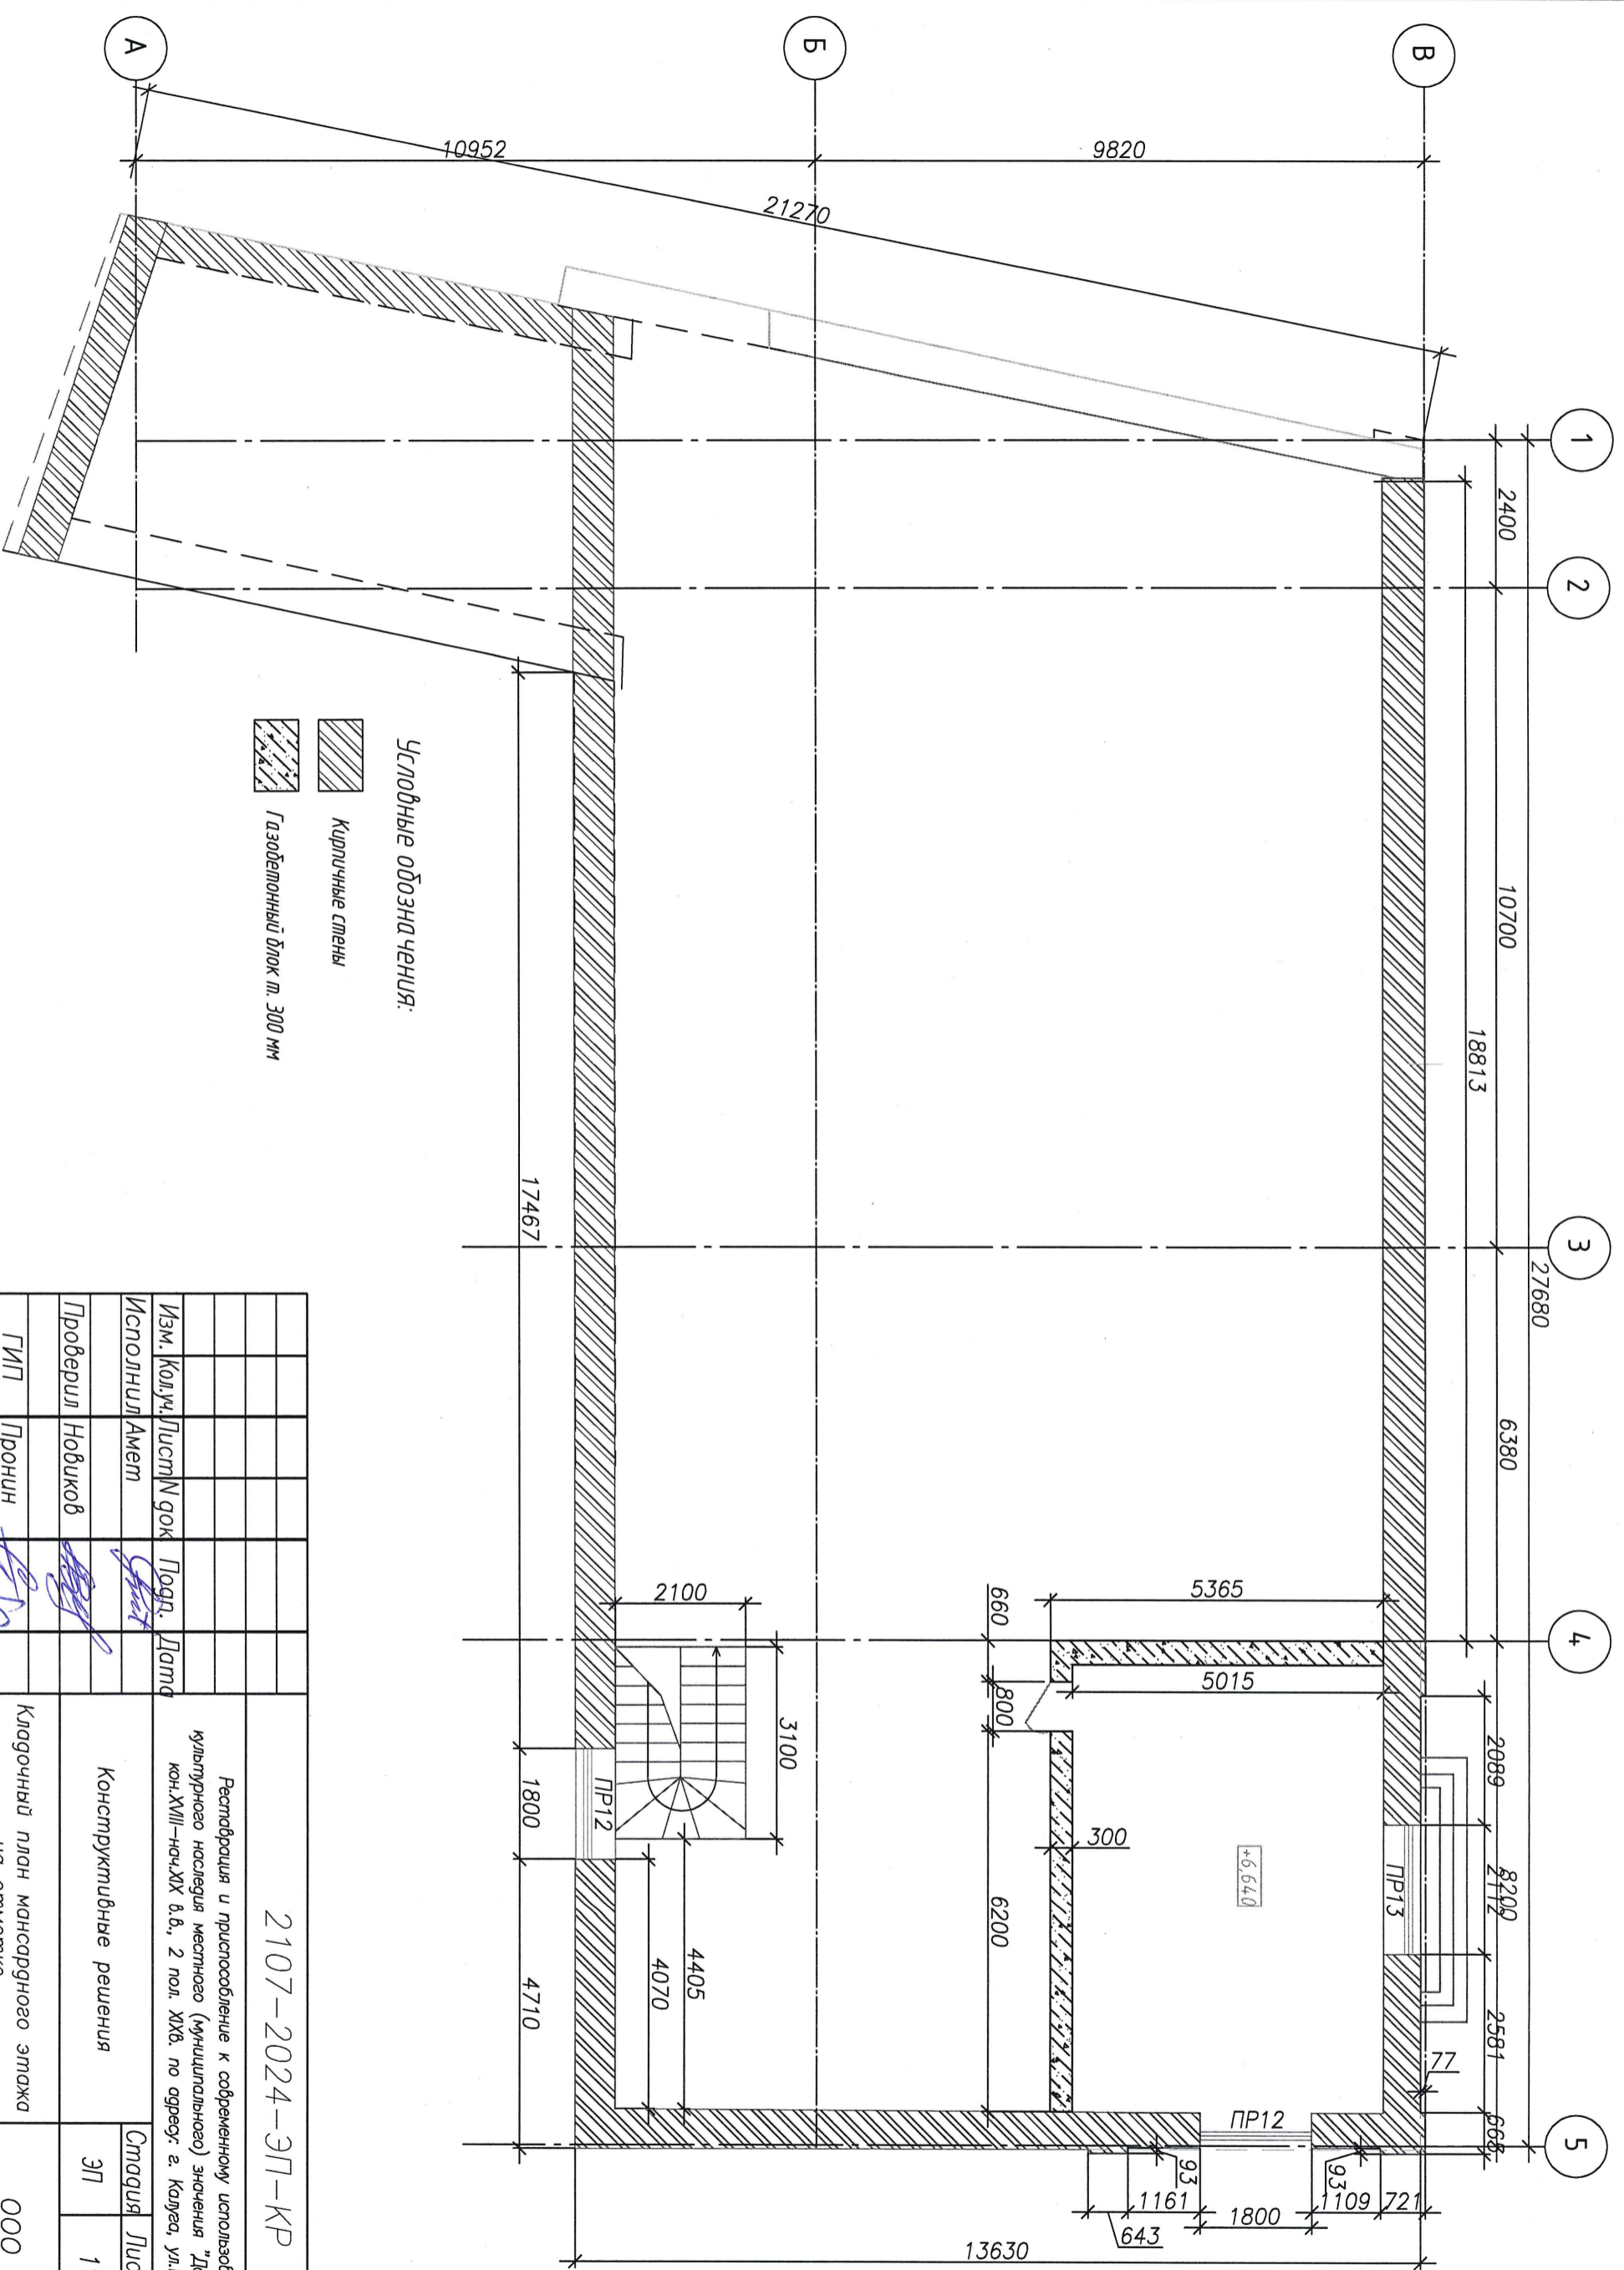 А
Б
В
1
2
3
4
5
10952
9820
21270
2400
10700
6380
8200
27680
18813
17467
1800
4710
2100
3100
4405
4070
660
800
6200
5365
5015
300
+6,640
2089
2112
2581
77
668
ПР12
ПР13
ПР12
93
93
1161
643
1800
1109
721
13630
Условные обозначения:
Кирпичные стены
Газобетонный блок т. 300 мм
2107-2024-ЭП-КР
Реставрация и приспособление к современному
культурного наследия местного (муниципального) значения
кон.XVIII-нач.XIX в.в., 2 пол. XIXв. по адресу: г. Калуга, ул.
Изм. Кол.уч. Лист N док. Подп. Дата
Исполнил Амет
Проверил Новиков
ГИП Пронин
Конструктивные решения
Стадия
ЭП
1
Кладочный план мансардного этажа
ООО